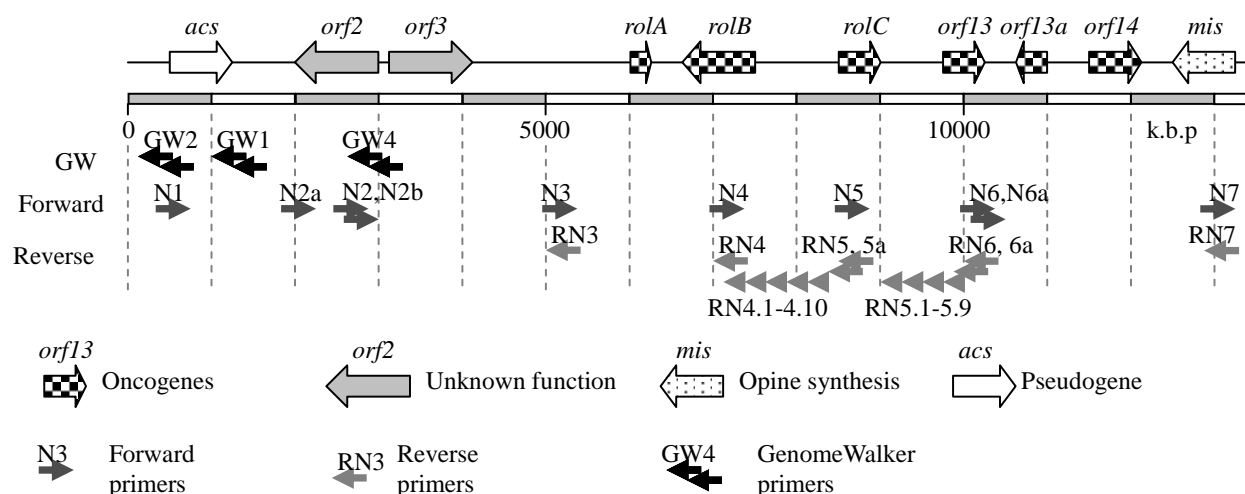 acs orf2 orf3 rolA rolB rolC orf13 orf13a orf14 mis
0 5000 10000 k.b.p
GW GW2 GW1 GW4
Forward N1 N2a N2,N2b N3 N4 N5 N6,N6a N7
Reverse RN3 RN4 RN5, 5a RN6, 6a RN7
RN4.1-4.10 RN5.1-5.9
orf13 orf2 mis acs
Oncogenes Unknown function Opine synthesis Pseudogene
N3 Forward primers
RN3 Reverse primers
GW4 GenomeWalker primers